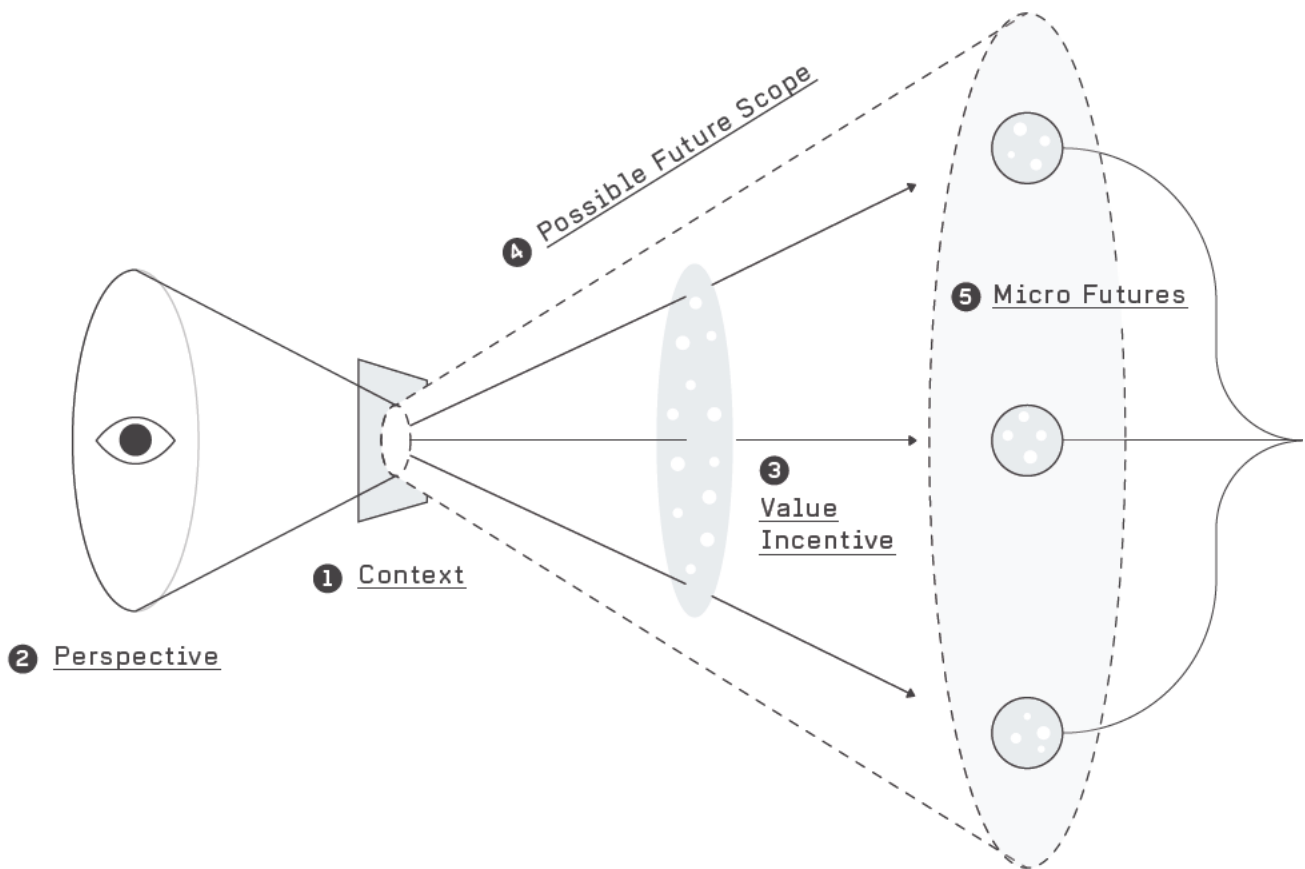 4 Possible Future Scope
5 Micro Futures
3
Value
Incentive
1 Context
2 Perspective